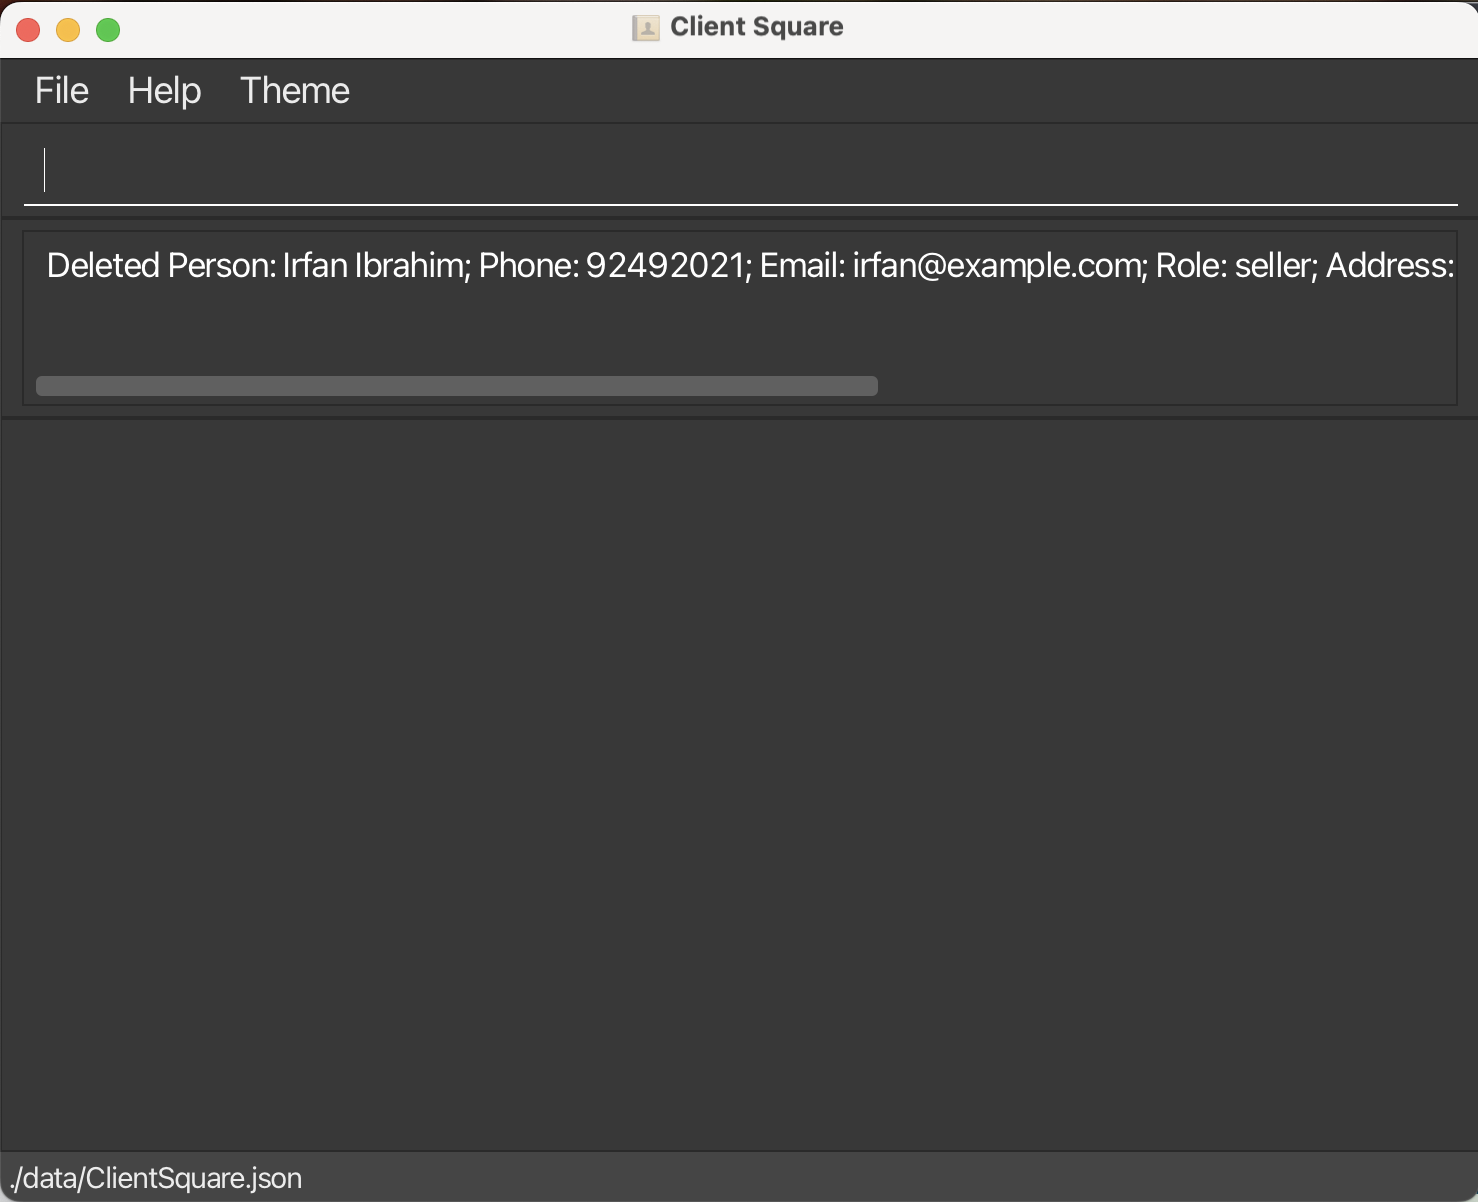 Client Square
File Help Theme
Deleted Person: Irfan Ibrahim; Phone: 92492021; Email: irfan@example.com; Role: seller; Address:
./data/ClientSquare.json